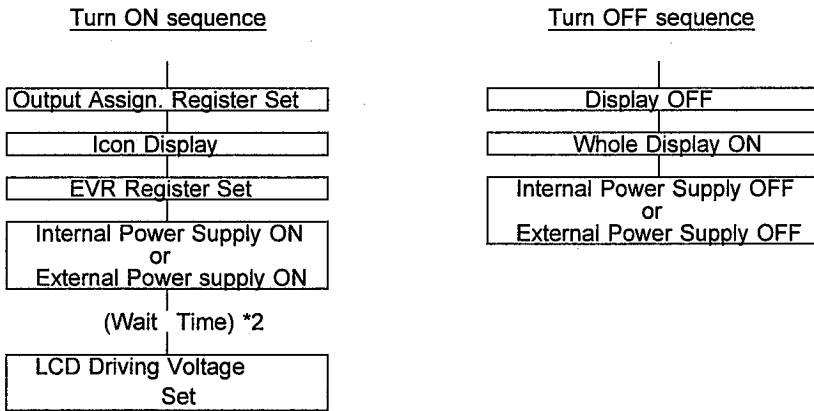 Turn ON sequence
Output Assign. Register Set
Icon Display
EVR Register Set
Internal Power Supply ON
or
External Power supply ON
(Wait Time) *2
LCD Driving Voltage
Set
Turn OFF sequence
Display OFF
Whole Display ON
Internal Power Supply OFF
or
External Power Supply OFF